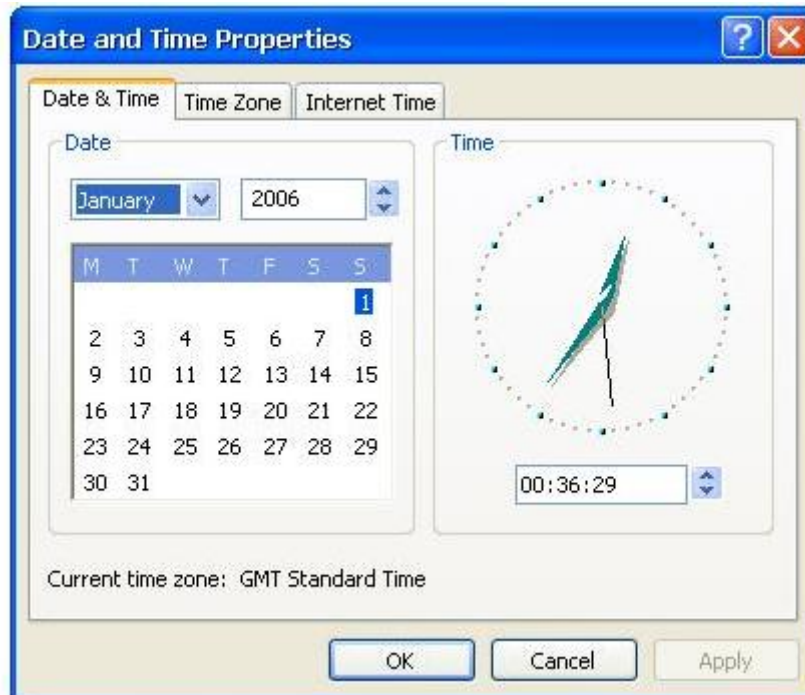 Date and Time Properties
Date & Time Time Zone Internet Time
Date
January 2006
M T W T F S S
1
2 3 4 5 6 7 8
9 10 11 12 13 14 15
16 17 18 19 20 21 22
23 24 25 26 27 28 29
30 31
Time
00:36:29
Current time zone: GMT Standard Time
OK Cancel Apply